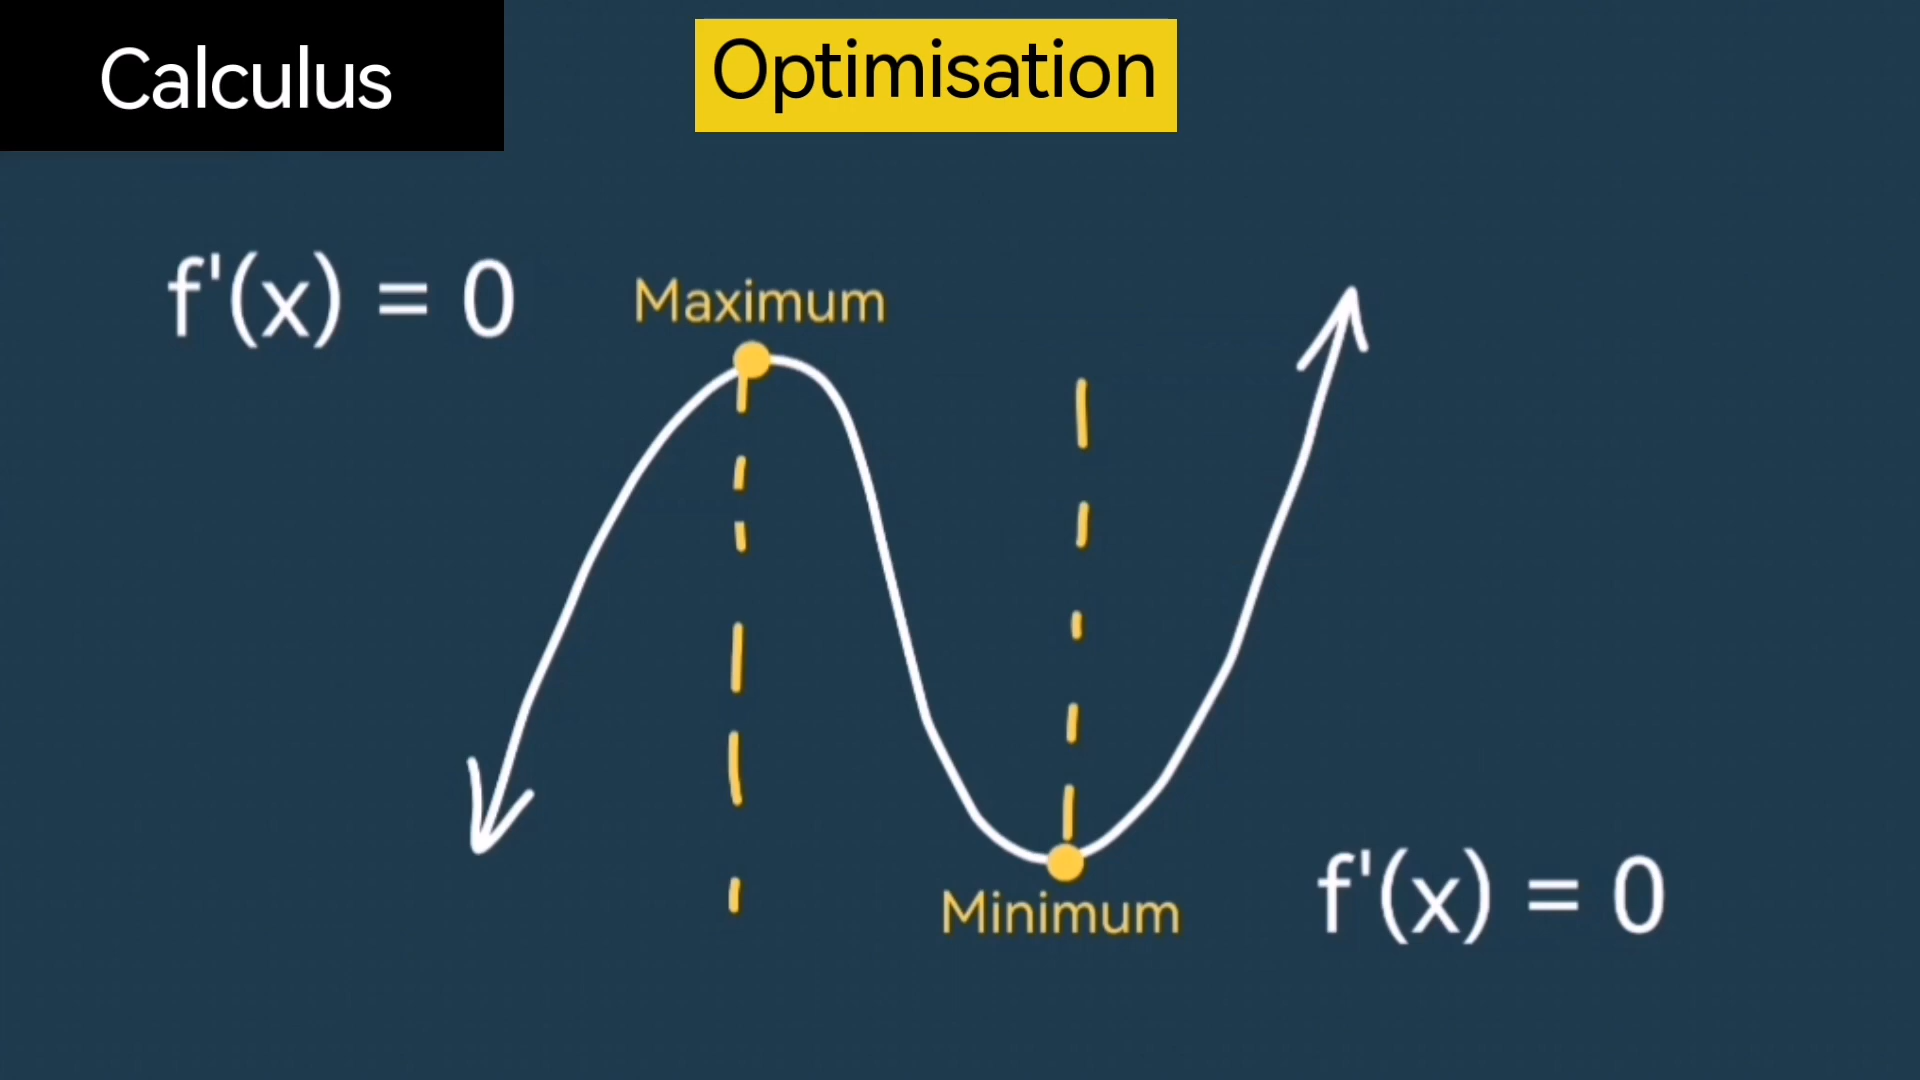 Calculus
Optimisation
f'(x) = 0
Maximum
Minimum
f'(x) = 0